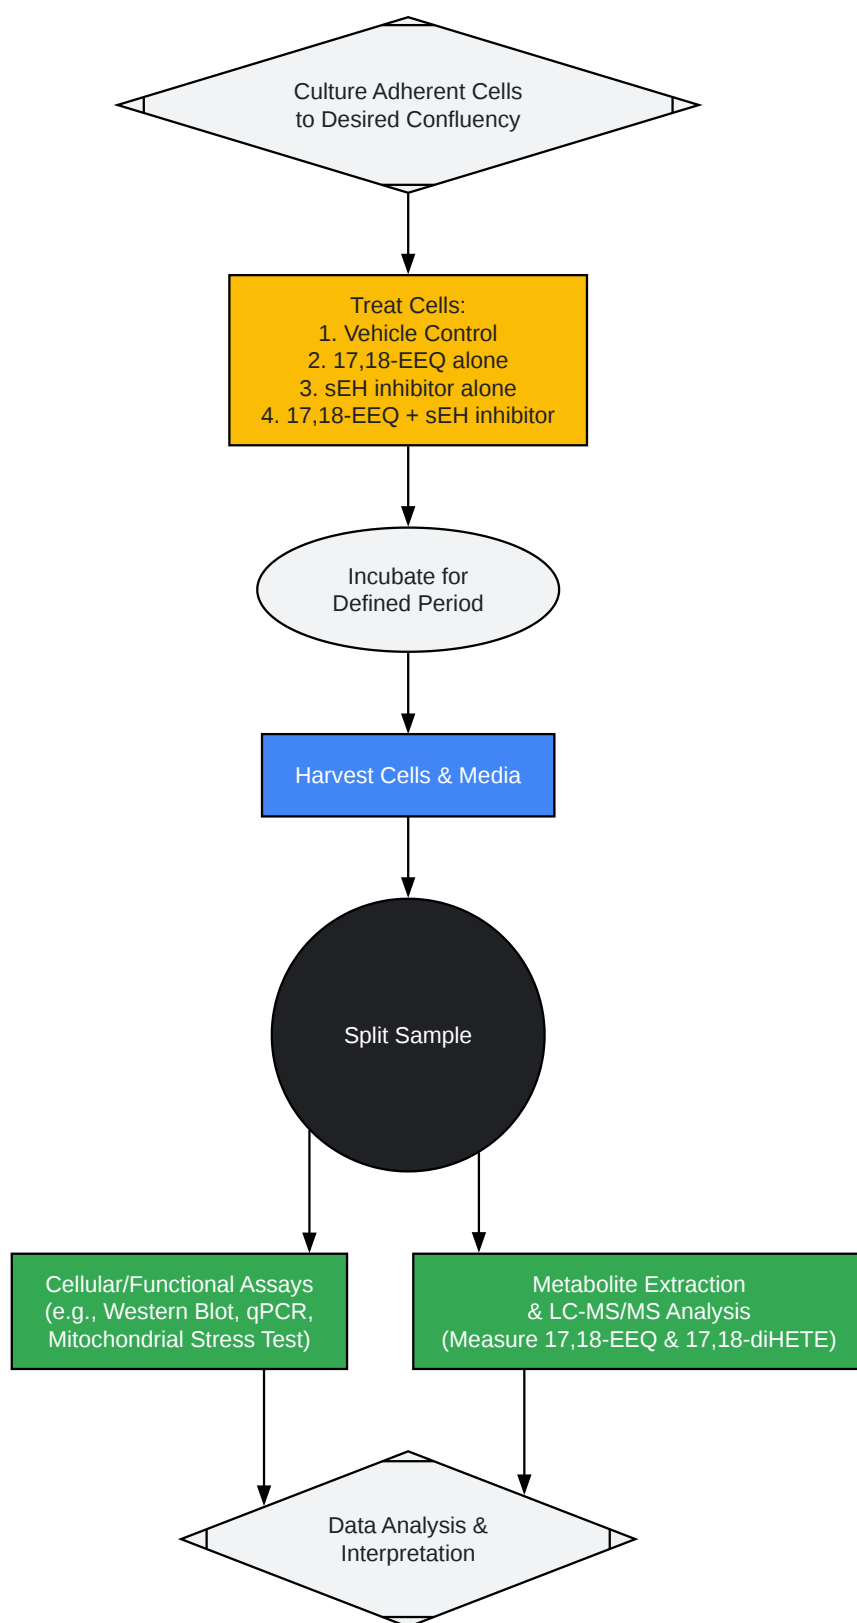 Culture Adherent Cells
to Desired Confluency
Treat Cells:
1. Vehicle Control
2. 17,18-EEQ alone
3. sEH inhibitor alone
4. 17,18-EEQ + sEH inhibitor
Incubate for
Defined Period
Harvest Cells & Media
Split Sample
Cellular/Functional Assays
(e.g., Western Blot, qPCR,
Mitochondrial Stress Test)
Metabolite Extraction
& LC-MS/MS Analysis
(Measure 17,18-EEQ & 17,18-diHETE)
Data Analysis &
Interpretation